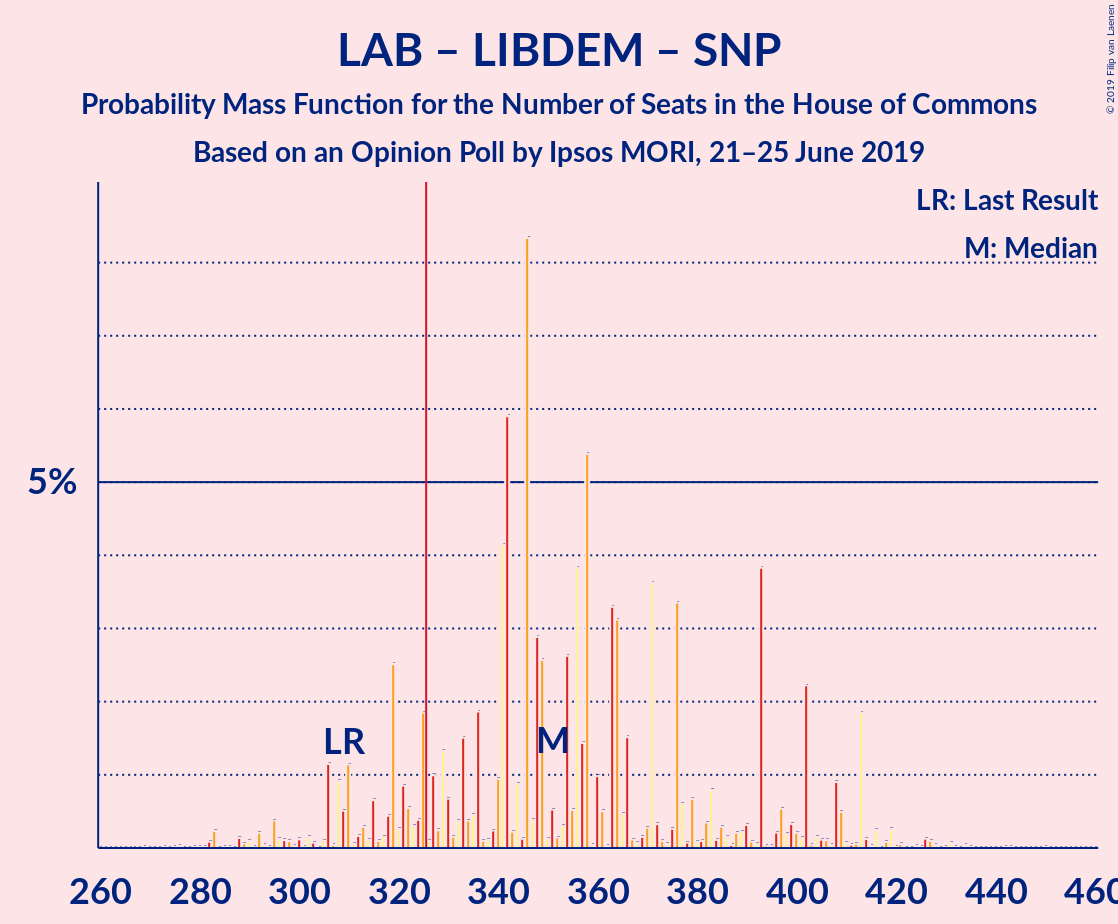 LAB – LIBDEM – SNP
Probability Mass Function for the Number of Seats in the House of Commons
Based on an Opinion Poll by Ipsos MORI, 21–25 June 2019
© 2019 Filip van Laenen
LR: Last Result
M: Median
5%
LR
M
260 280 300 320 340 360 380 400 420 440 460